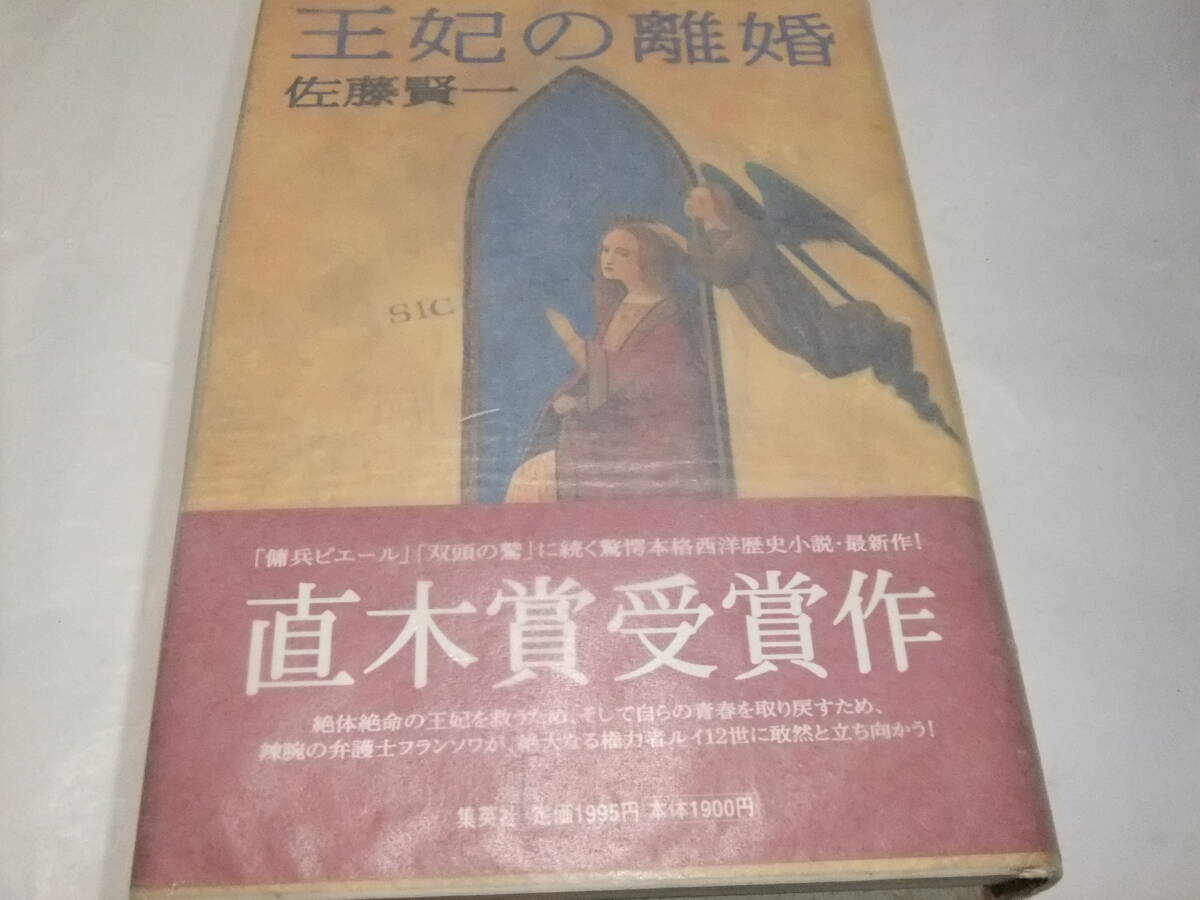 王妃の離婚
佐藤賢一
SIC
「傭兵ピエール」「双頭の鷲」に続く驚愕本格西洋歴史小説・最新作!
直木賞受賞作
絶体絶命の王妃を救うため、そして自らの青春を取り戻すため、
辣腕の弁護士フランソワが、絶大なる権力者ルイ12世に敢然と立ち向かう!
集英社 定価1995円 本体1900円